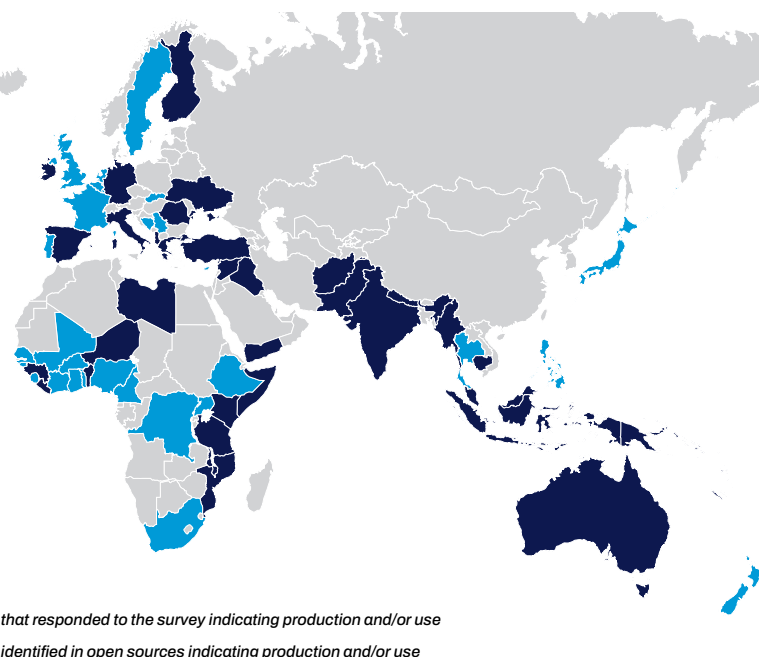 that responded to the survey indicating production and/or use
identified in open sources indicating production and/or use